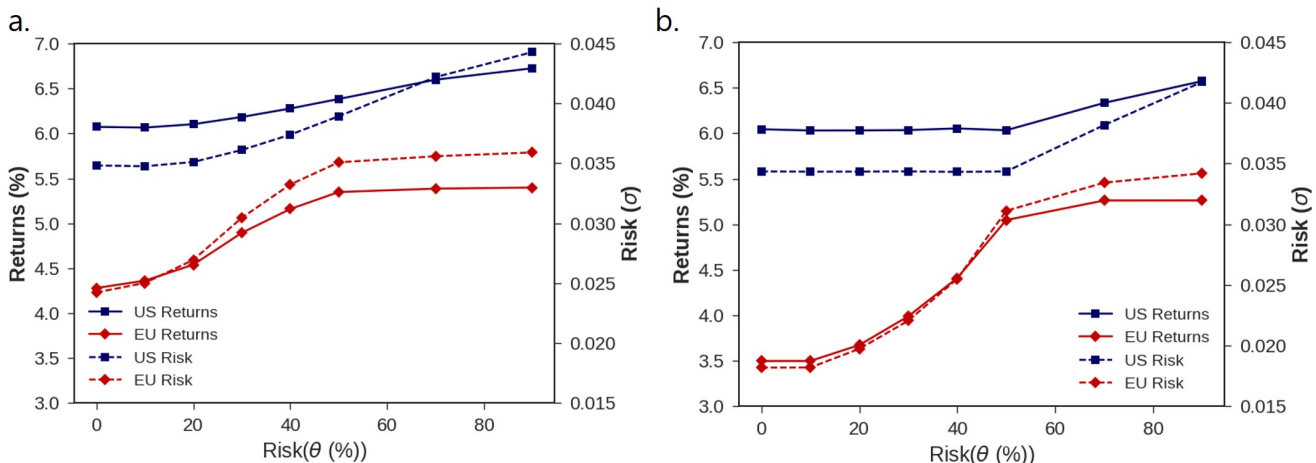 a.
7.0
6.5
6.0
5.5
5.0
4.5
4.0
3.5
3.0
Returns (%)
0.045
0.040
0.035
0.030
0.025
0.020
0.015
Risk (σ)
US Returns
EU Returns
US Risk
EU Risk
0 20 40 60 80
Risk(θ (%))
b.
7.0
6.5
6.0
5.5
5.0
4.5
4.0
3.5
3.0
Returns (%)
0.045
0.040
0.035
0.030
0.025
0.020
0.015
Risk (σ)
US Returns
EU Returns
US Risk
EU Risk
0 20 40 60 80
Risk(θ (%))